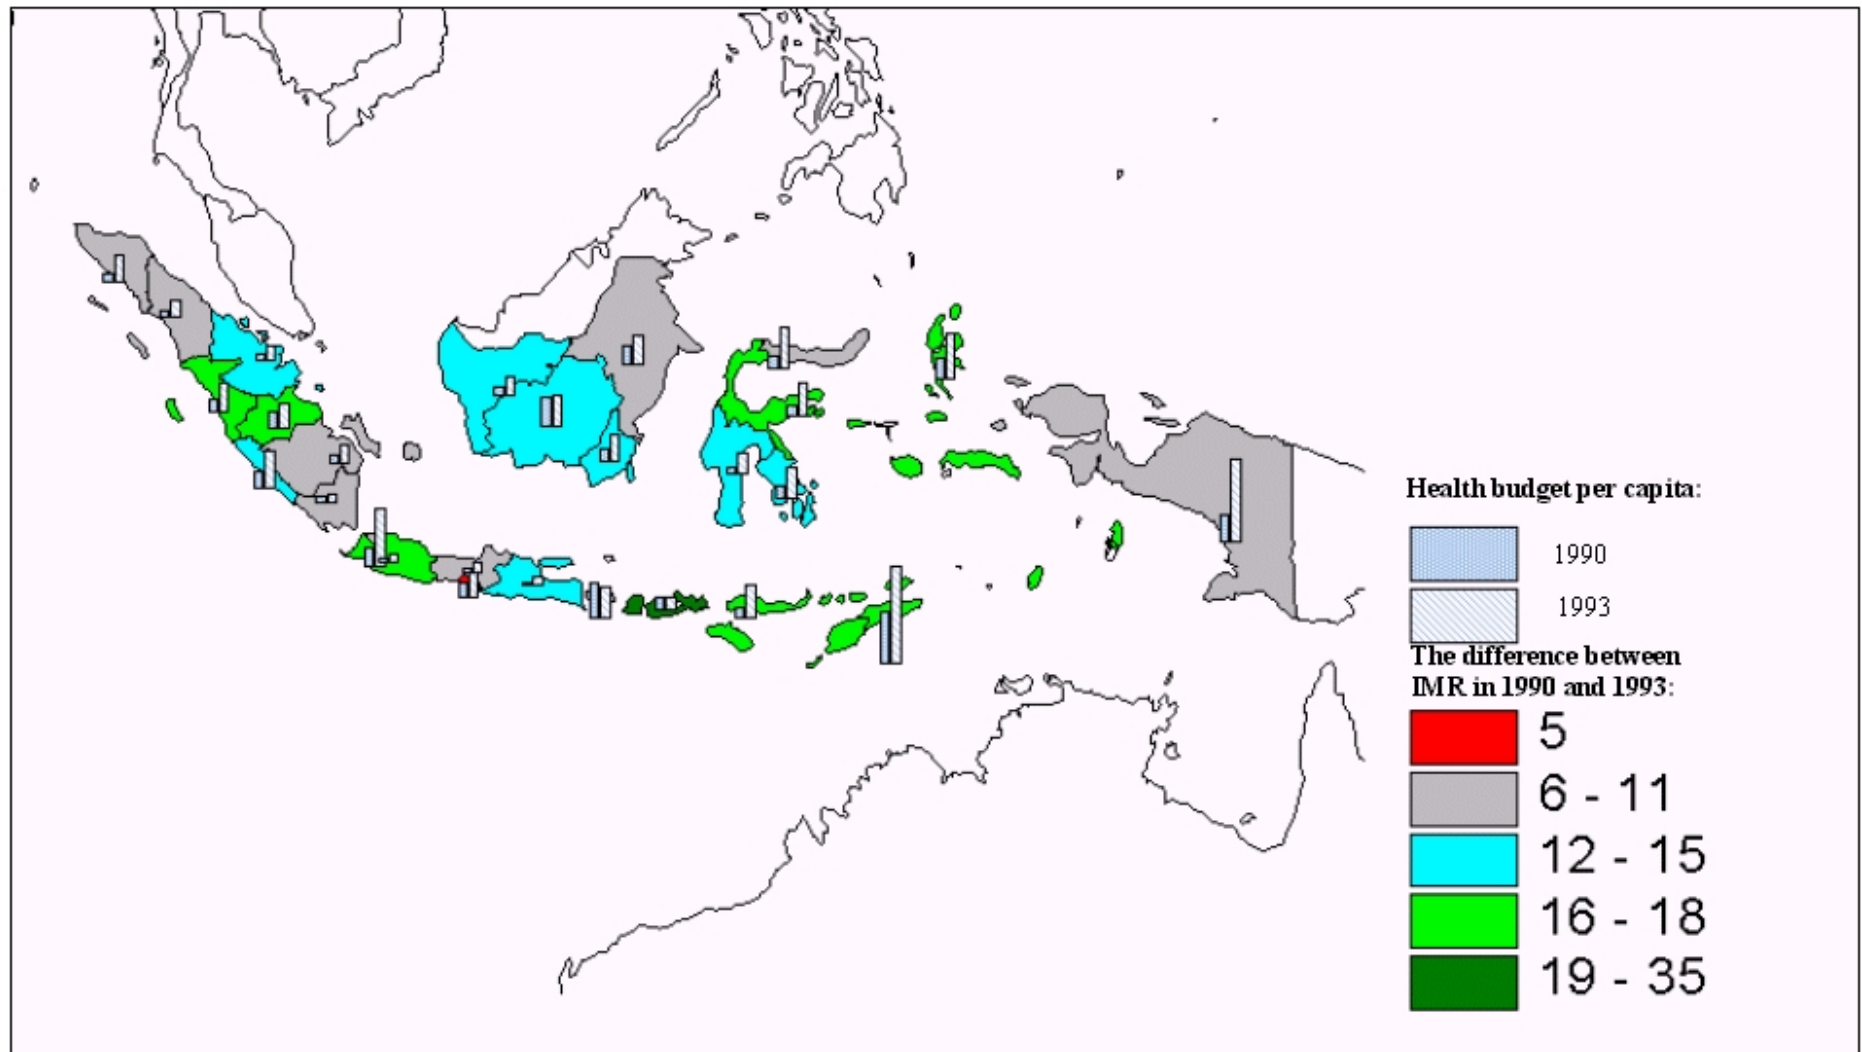 Health budget per capita:
1990
1993
The difference between
IMR in 1990 and 1993:
5
6 - 11
12 - 15
16 - 18
19 - 35